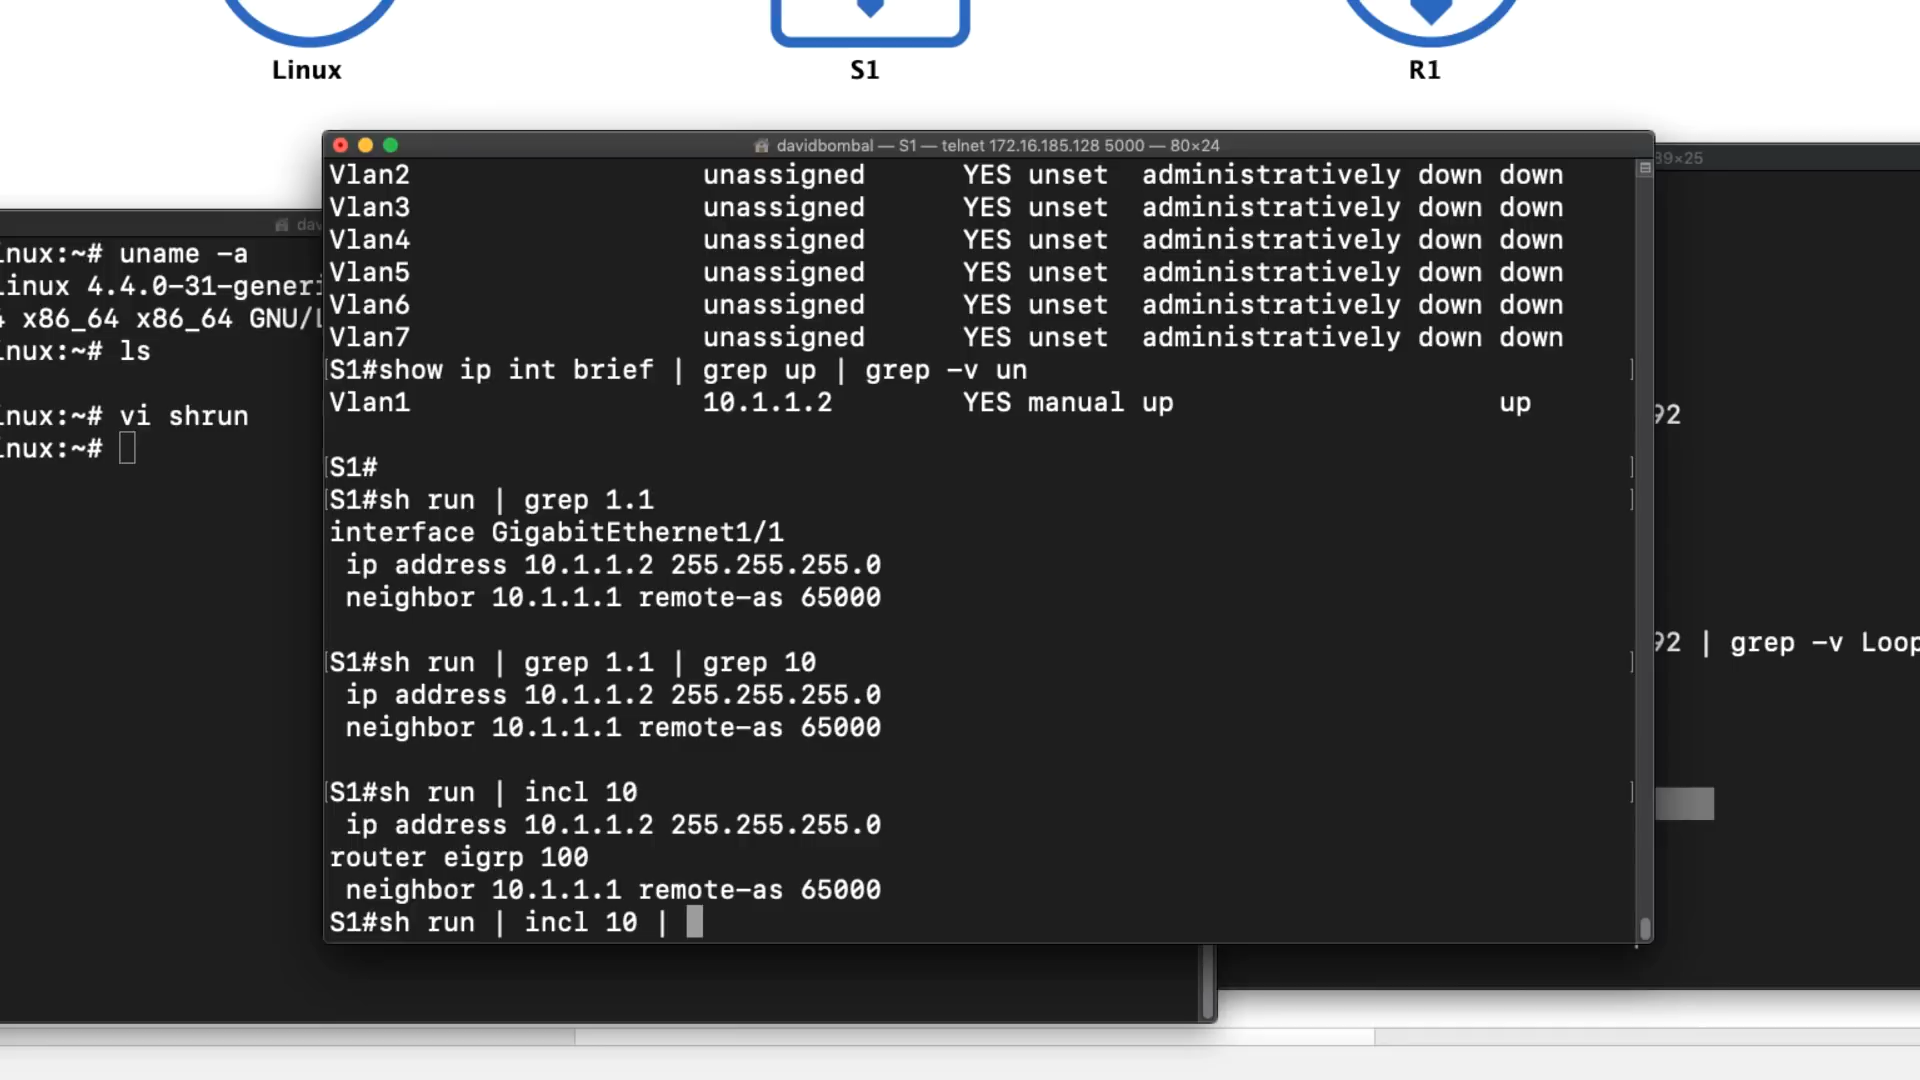 Linux
S1
R1
davidbombal — S1 — telnet 172.16.185.128 5000 — 80×24
Vlan2 unassigned YES unset administratively down down
Vlan3 unassigned YES unset administratively down down
Vlan4 unassigned YES unset administratively down down
Vlan5 unassigned YES unset administratively down down
Vlan6 unassigned YES unset administratively down down
Vlan7 unassigned YES unset administratively down down
S1#show ip int brief | grep up | grep -v un
Vlan1 10.1.1.2 YES manual up up
S1#
S1#sh run | grep 1.1
interface GigabitEthernet1/1
ip address 10.1.1.2 255.255.255.0
neighbor 10.1.1.1 remote-as 65000
S1#sh run | grep 1.1 | grep 10
ip address 10.1.1.2 255.255.255.0
neighbor 10.1.1.1 remote-as 65000
S1#sh run | incl 10
ip address 10.1.1.2 255.255.255.0
router eigrp 100
neighbor 10.1.1.1 remote-as 65000
S1#sh run | incl 10 |
inux:~# uname -a
inux 4.4.0-31-generi
x86_64 x86_64 GNU/L
inux:~# ls
inux:~# vi shrun
inux:~#
89×25
92
92 | grep -v Loop